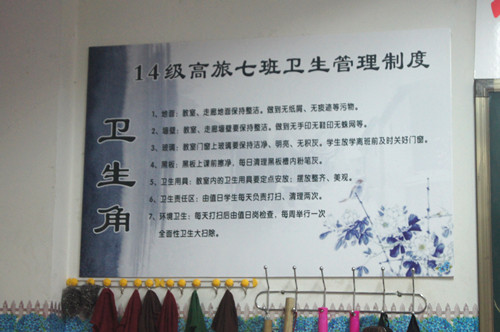 14级高旅七班卫生管理制度
卫生角
1、地面：教室、走廊地面保持整洁。做到无纸屑、无痰迹等污物。
2、墙壁：教室、走廊墙壁要保持整洁。做到无手印无鞋印无蛛网等。
3、玻璃：教室门窗上玻璃要保持洁净、明亮、无积灰。学生放学离班前及时关好门窗。
4、黑板：黑板上课前擦净，每日清理黑板槽内粉笔灰。
5、卫生用具：教室内的卫生用具要定点安放；摆放整齐、美观。
6、卫生责任区：由值日学生每天负责打扫、清理两次。
7、环境卫生：每天打扫后由值日岗检查，每周举行一次
全面性卫生大扫除。